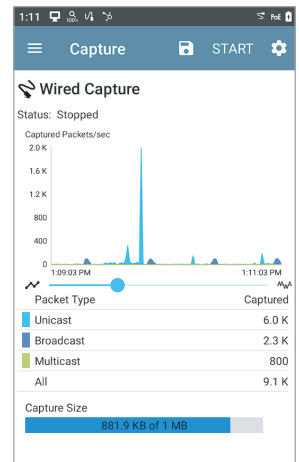 1:11 100% PoE
Capture START
Wired Capture
Status: Stopped
Captured Packets/sec
2.0 K
1.6 K
1.2 K
800
400
0
1:09:03 PM 1:11:03 PM
Packet Type Captured
Unicast 6.0 K
Broadcast 2.3 K
Multicast 800
All 9.1 K
Capture Size
881.9 KB of 1 MB